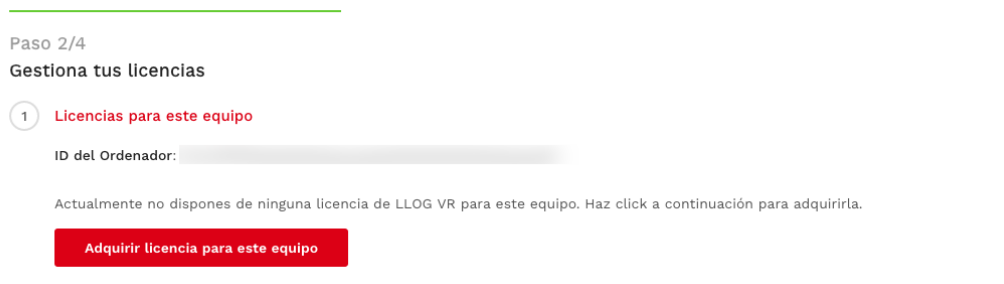 Paso 2/4
Gestiona tus licencias
1 Licencias para este equipo
ID del Ordenador:
Actualmente no dispones de ninguna licencia de LLOG VR para este equipo. Haz click a continuación para adquirirla.
Adquirir licencia para este equipo